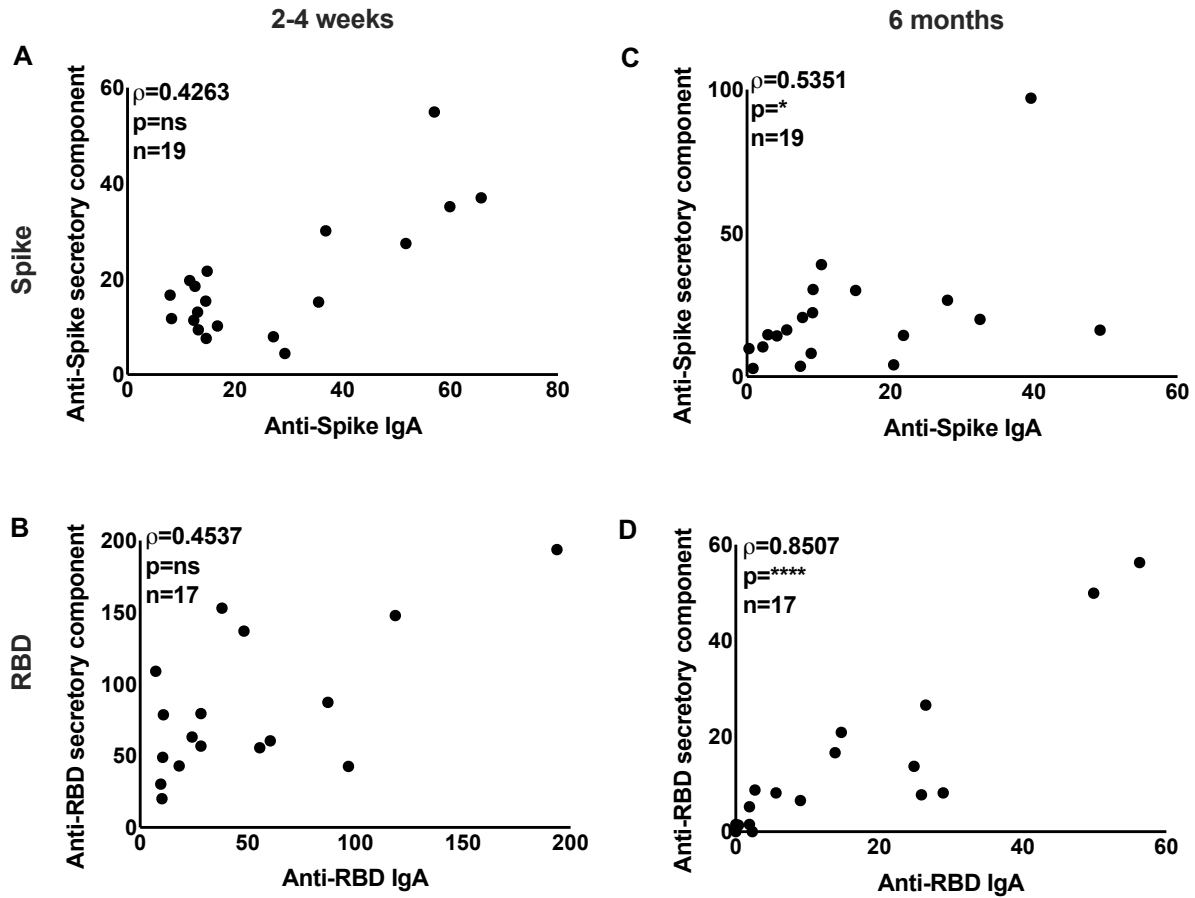 2-4 weeks
6 months
A
Spike
Anti-Spike secretory component
60
40
20
0
ρ=0.4263
p=ns
n=19
0 20 40 60 80
Anti-Spike IgA
C
Anti-Spike secretory component
100
50
0
ρ=0.5351
p=*
n=19
0 20 40 60
Anti-Spike IgA
B
RBD
Anti-RBD secretory component
200
150
100
50
0
ρ=0.4537
p=ns
n=17
0 50 100 150 200
Anti-RBD IgA
D
Anti-RBD secretory component
60
40
20
0
ρ=0.8507
p=****
n=17
0 20 40 60
Anti-RBD IgA